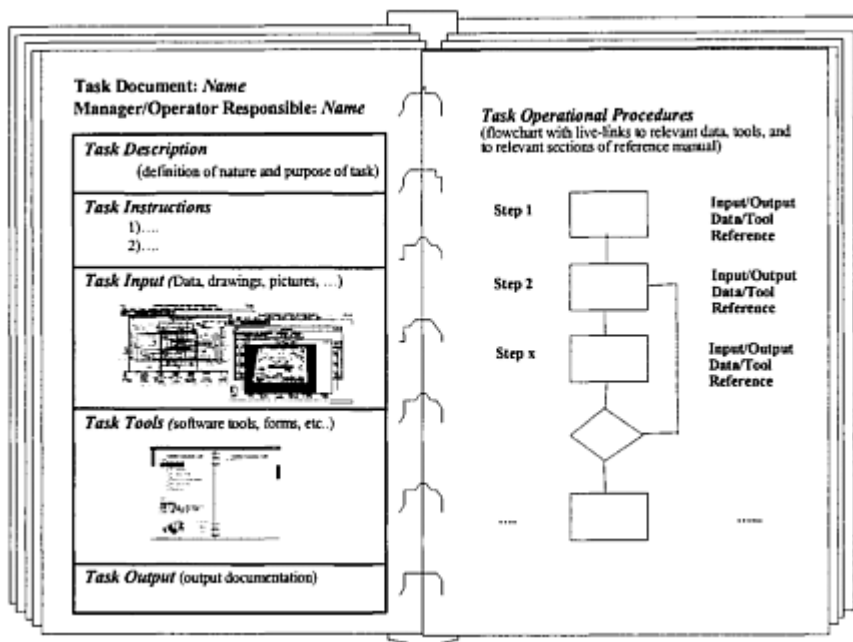 Task Document: Name
Manager/Operator Responsible: Name
Task Description
(definition of nature and purpose of task)
Task Instructions
1)....
2)....
Task Input (Data, drawings, pictures, ...)
Task Tools (software tools, forms, etc..)
Task Output (output documentation)
Task Operational Procedures
(flowchart with live-links to relevant data, tools, and
to relevant sections of reference manual)
Step 1
Input/Output
Data/Tool
Reference
Step 2
Input/Output
Data/Tool
Reference
Step x
Input/Output
Data/Tool
Reference
....
.....